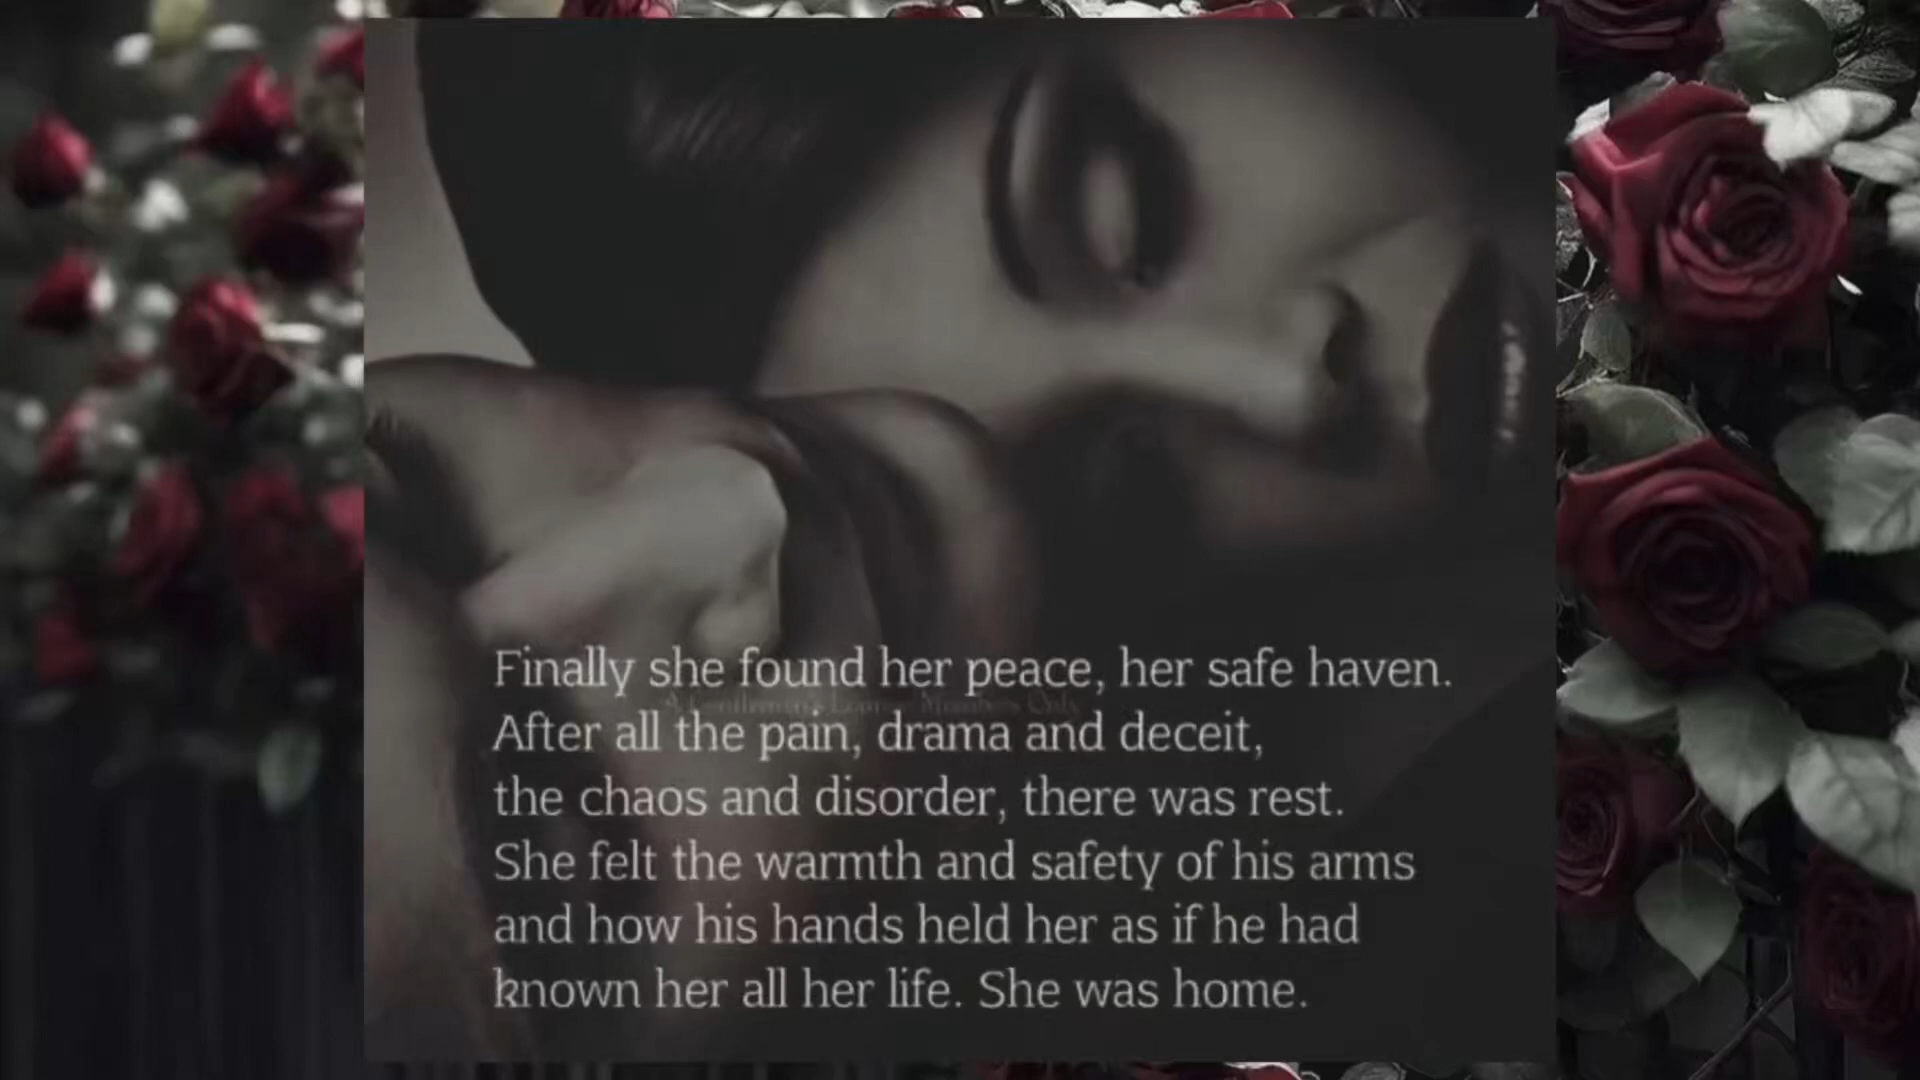 Finally she found her peace, her safe haven.
After all the pain, drama and deceit,
the chaos and disorder, there was rest.
She felt the warmth and safety of his arms
and how his hands held her as if he had
known her all her life. She was home.